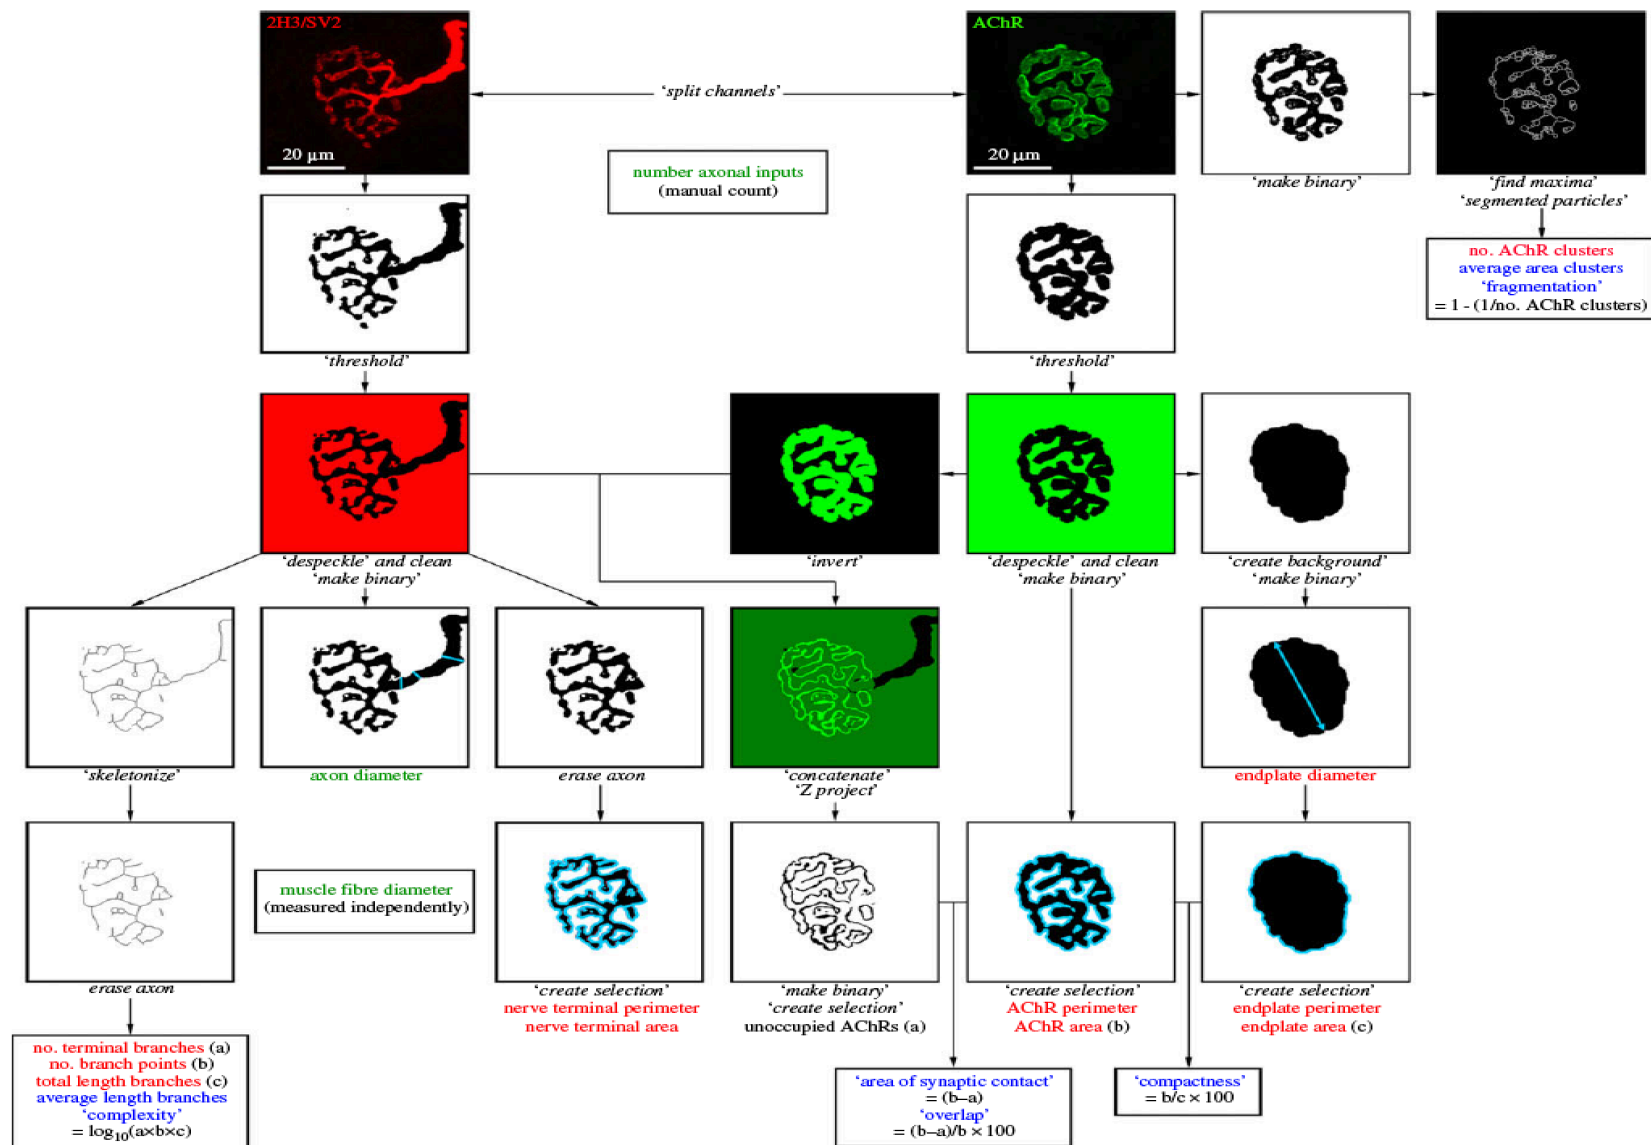 2H3/SV2
AChR
‘split channels’
20 μm
20 μm
number axonal inputs
(manual count)
‘make binary’
‘find maxima’
‘segmented particles’
no. AChR clusters
average area clusters
‘fragmentation’
= 1 - (1/no. AChR clusters)
‘threshold’
‘threshold’
‘despeckle’ and clean
‘make binary’
‘invert’
‘despeckle’ and clean
‘make binary’
‘create background’
‘make binary’
‘skeletonize’
axon diameter
erase axon
‘concatenate’
‘Z project’
endplate diameter
muscle fibre diameter
(measured independently)
erase axon
‘create selection’
nerve terminal perimeter
nerve terminal area
‘make binary’
‘create selection’
unoccupied AChRs (a)
‘create selection’
AChR perimeter
AChR area (b)
‘create selection’
endplate perimeter
endplate area (c)
no. terminal branches (a)
no. branch points (b)
total length branches (c)
average length branches
‘complexity’
= log₁₀(a×b×c)
‘area of synaptic contact’
= (b–a)
‘overlap’
= (b–a)/b × 100
‘compactness’
= b/c × 100